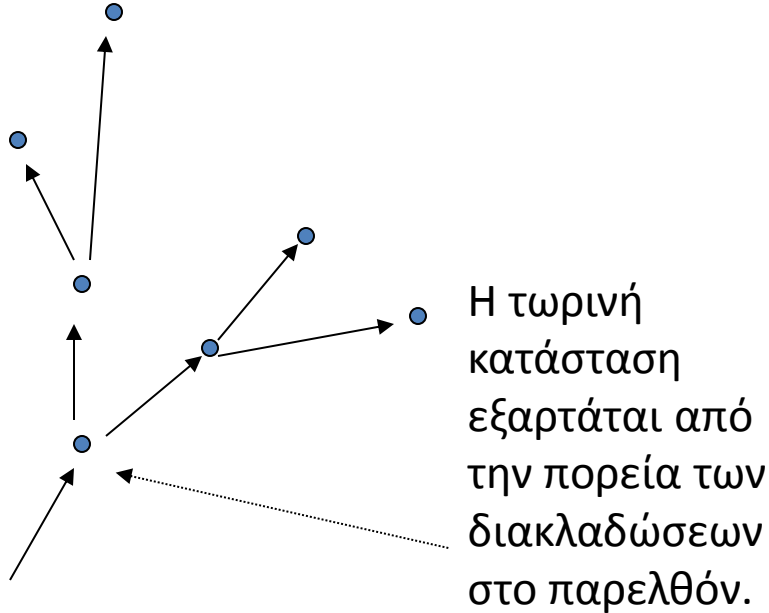 Η τωρινή
κατάσταση
εξαρτάται από
την πορεία των
διακλαδώσεων
στο παρελθόν.